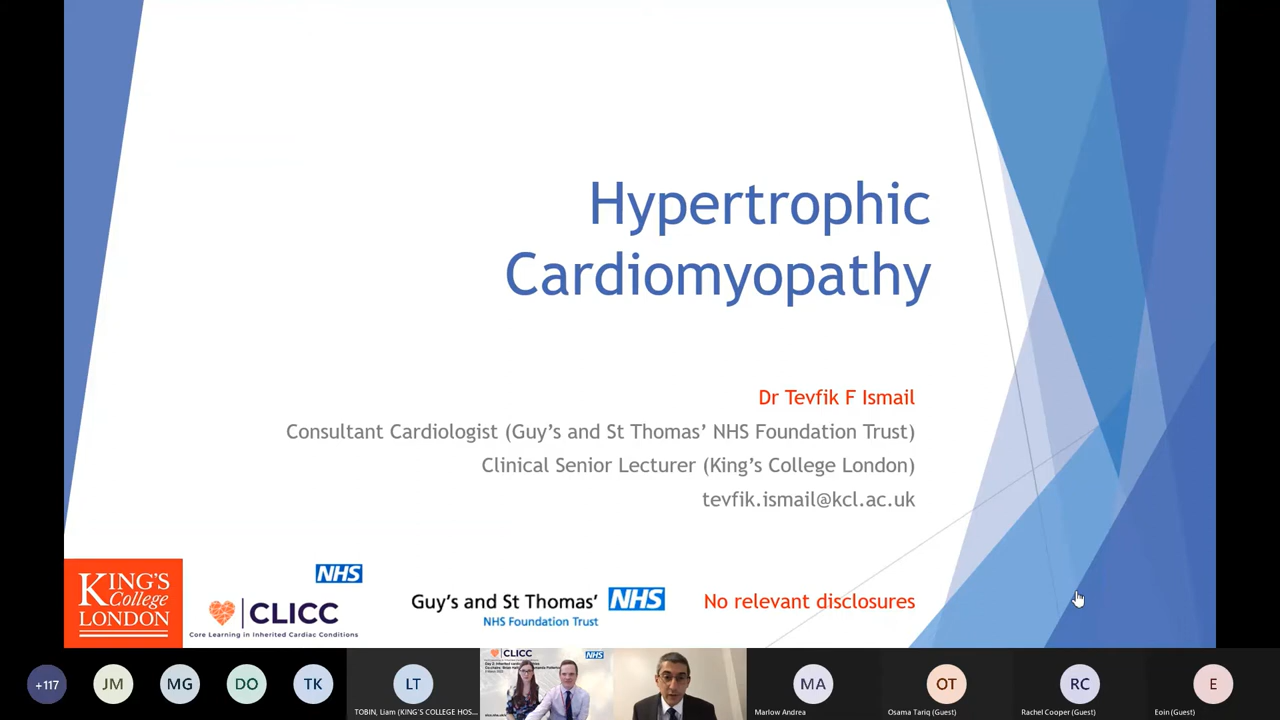 Hypertrophic
Cardiomyopathy
Dr Tevfik F Ismail
Consultant Cardiologist (Guy's and St Thomas' NHS Foundation Trust)
Clinical Senior Lecturer (King's College London)
tevfik.ismail@kcl.ac.uk
KING'S
College
LONDON
NHS
CLICC
Core Learning in Inherited Cardiac Conditions
Guy's and St Thomas' NHS
NHS Foundation Trust
No relevant disclosures
+117
JM
MG
DO
TK
LT
TOBIN, Liam (KING'S COLLEGE HOS...
CLICC
NHS
MA
Marlow Andrea
OT
Osama Tariq (Guest)
RC
Rachel Cooper (Guest)
E
Eoin (Guest)